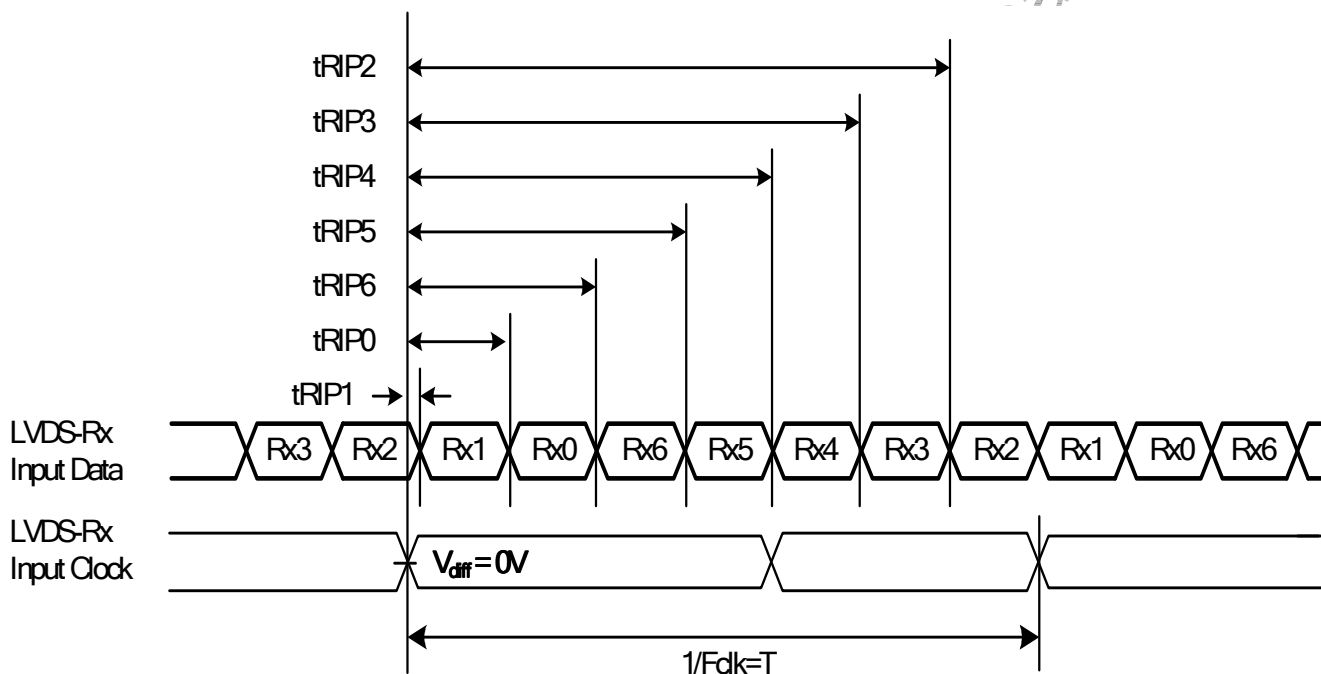 tRIP2
tRIP3
tRIP4
tRIP5
tRIP6
tRIP0
tRIP1
LVDS-Rx
Input Data
Rx3 Rx2 Rx1 Rx0 Rx6 Rx5 Rx4 Rx3 Rx2 Rx1 Rx0 Rx6
LVDS-Rx
Input Clock
Vdiff = 0V
1/Fclk=T